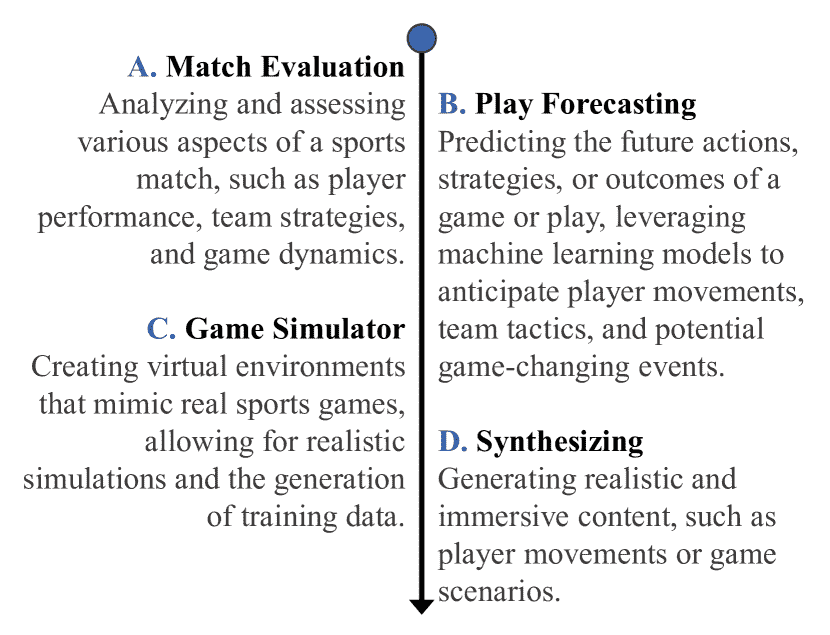 A. Match Evaluation
Analyzing and assessing
various aspects of a sports
match, such as player
performance, team strategies,
and game dynamics.
B. Play Forecasting
Predicting the future actions,
strategies, or outcomes of a
game or play, leveraging
machine learning models to
anticipate player movements,
team tactics, and potential
game-changing events.
C. Game Simulator
Creating virtual environments
that mimic real sports games,
allowing for realistic
simulations and the generation
of training data.
D. Synthesizing
Generating realistic and
immersive content, such as
player movements or game
scenarios.